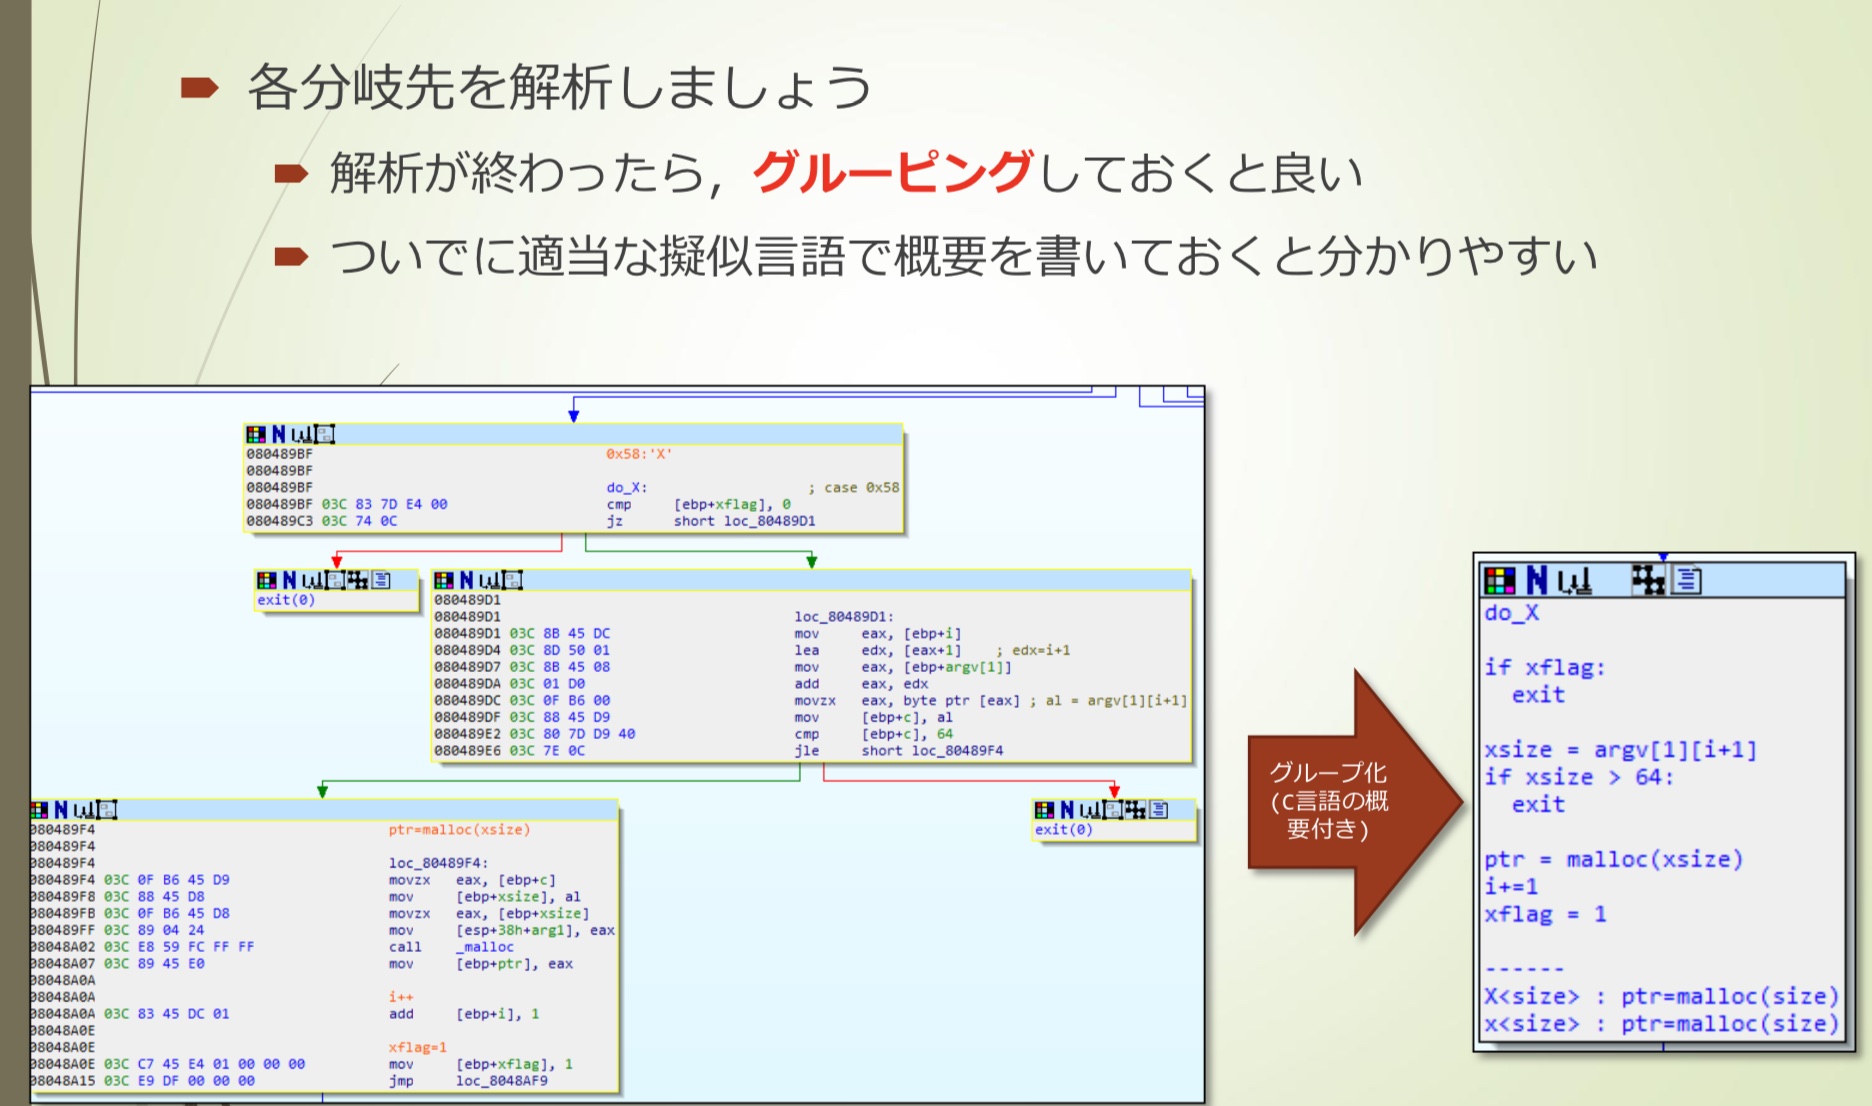 各分岐先を解析しましょう
解析が終わったら，グルーピングしておくと良い
ついでに適当な擬似言語で概要を書いておくと分かりやすい
080489BF 0x58:'X'
080489BF
080489BF do_X: ; case 0x58
080489BF 03C 83 7D E4 00 cmp [ebp+xflag], 0
080489C3 03C 74 0C jz short loc_80489D1
exit(0)
080489D1
080489D1 loc_80489D1:
080489D1 03C 8B 45 DC mov eax, [ebp+i]
080489D4 03C 8D 50 01 lea edx, [eax+1] ; edx=i+1
080489D7 03C 8B 45 08 mov eax, [ebp+argv[1]]
080489DA 03C 01 D0 add eax, edx
080489DC 03C 0F B6 00 movzx eax, byte ptr [eax] ; al = argv[1][i+1]
080489DF 03C 88 45 D9 mov [ebp+c], al
080489E2 03C 80 7D D9 40 cmp [ebp+c], 64
080489E6 03C 7E 0C jle short loc_80489F4
080489F4 ptr=malloc(xsize)
080489F4
080489F4 loc_80489F4:
080489F4 03C 0F B6 45 D9 movzx eax, [ebp+c]
080489F8 03C 88 45 D8 mov [ebp+xsize], al
080489FB 03C 0F B6 45 D8 movzx eax, [ebp+xsize]
080489FF 03C 89 04 24 mov [esp+38h+arg1], eax
08048A02 03C E8 59 FC FF FF call _malloc
08048A07 03C 89 45 E0 mov [ebp+ptr], eax
08048A0A
08048A0A i++
08048A0A 03C 83 45 DC 01 add [ebp+i], 1
08048A0E
08048A0E xflag=1
08048A0E 03C C7 45 E4 01 00 00 00 mov [ebp+xflag], 1
08048A15 03C E9 DF 00 00 00 jmp loc_8048AF9
exit(0)
グループ化
(C言語の概
要付き)
do_X
if xflag:
exit
xsize = argv[1][i+1]
if xsize > 64:
exit
ptr = malloc(xsize)
i+=1
xflag = 1
------
X<size> : ptr=malloc(size)
x<size> : ptr=malloc(size)